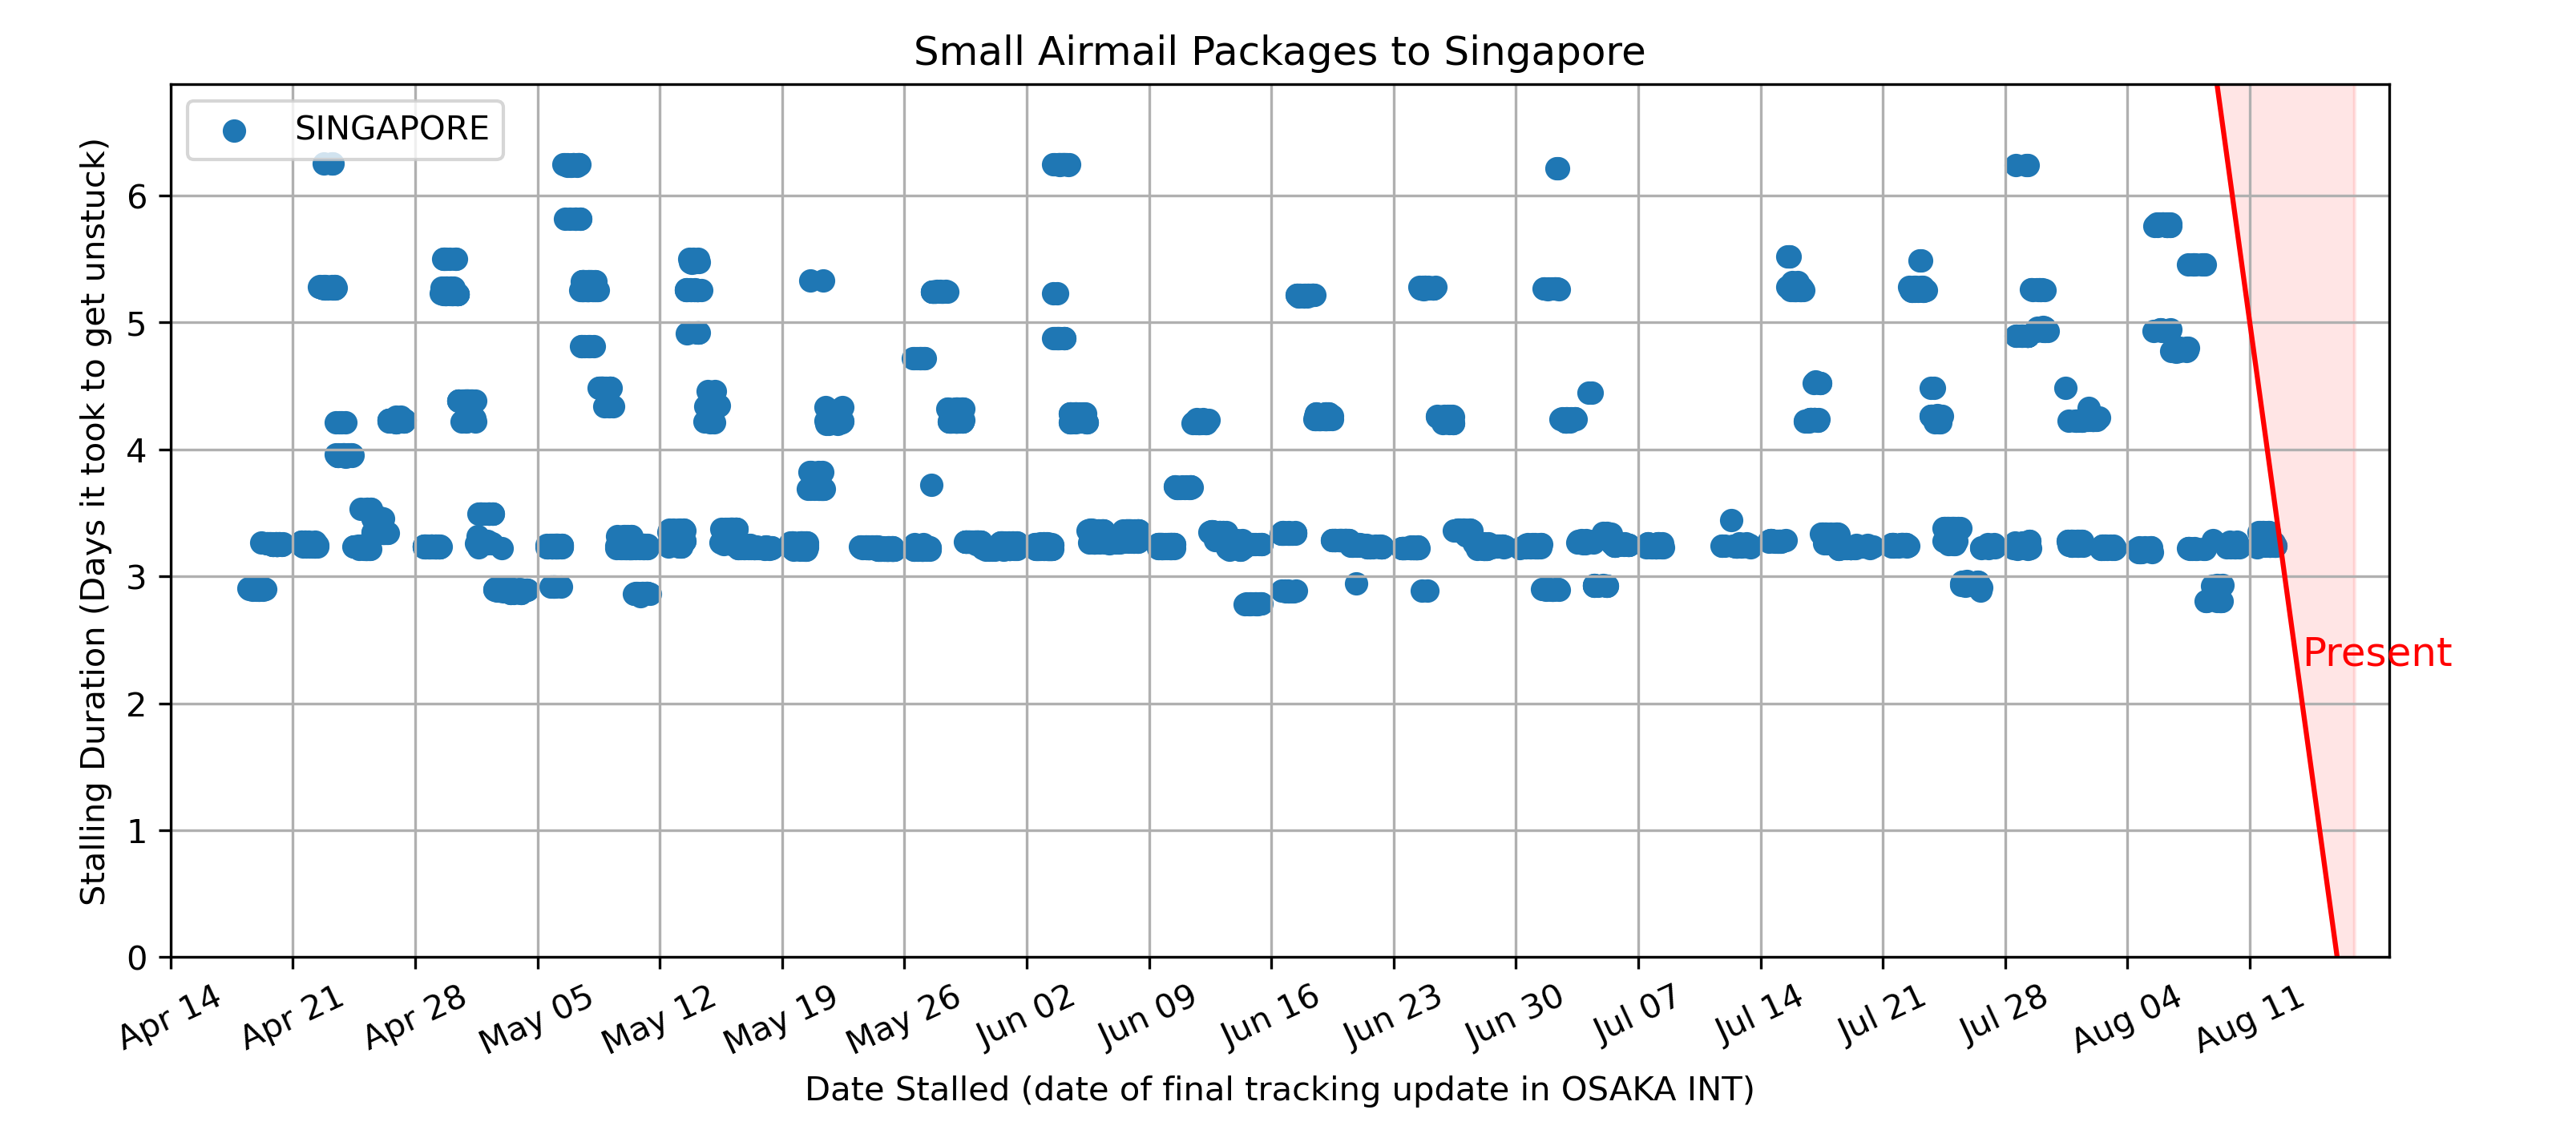 Small Airmail Packages to Singapore
SINGAPORE
Stalling Duration (Days it took to get unstuck)
6
5
4
3
2
1
0
Present
Apr 14
Apr 21
Apr 28
May 05
May 12
May 19
May 26
Jun 02
Jun 09
Jun 16
Jun 23
Jun 30
Jul 07
Jul 14
Jul 21
Jul 28
Aug 04
Aug 11
Date Stalled (date of final tracking update in OSAKA INT)